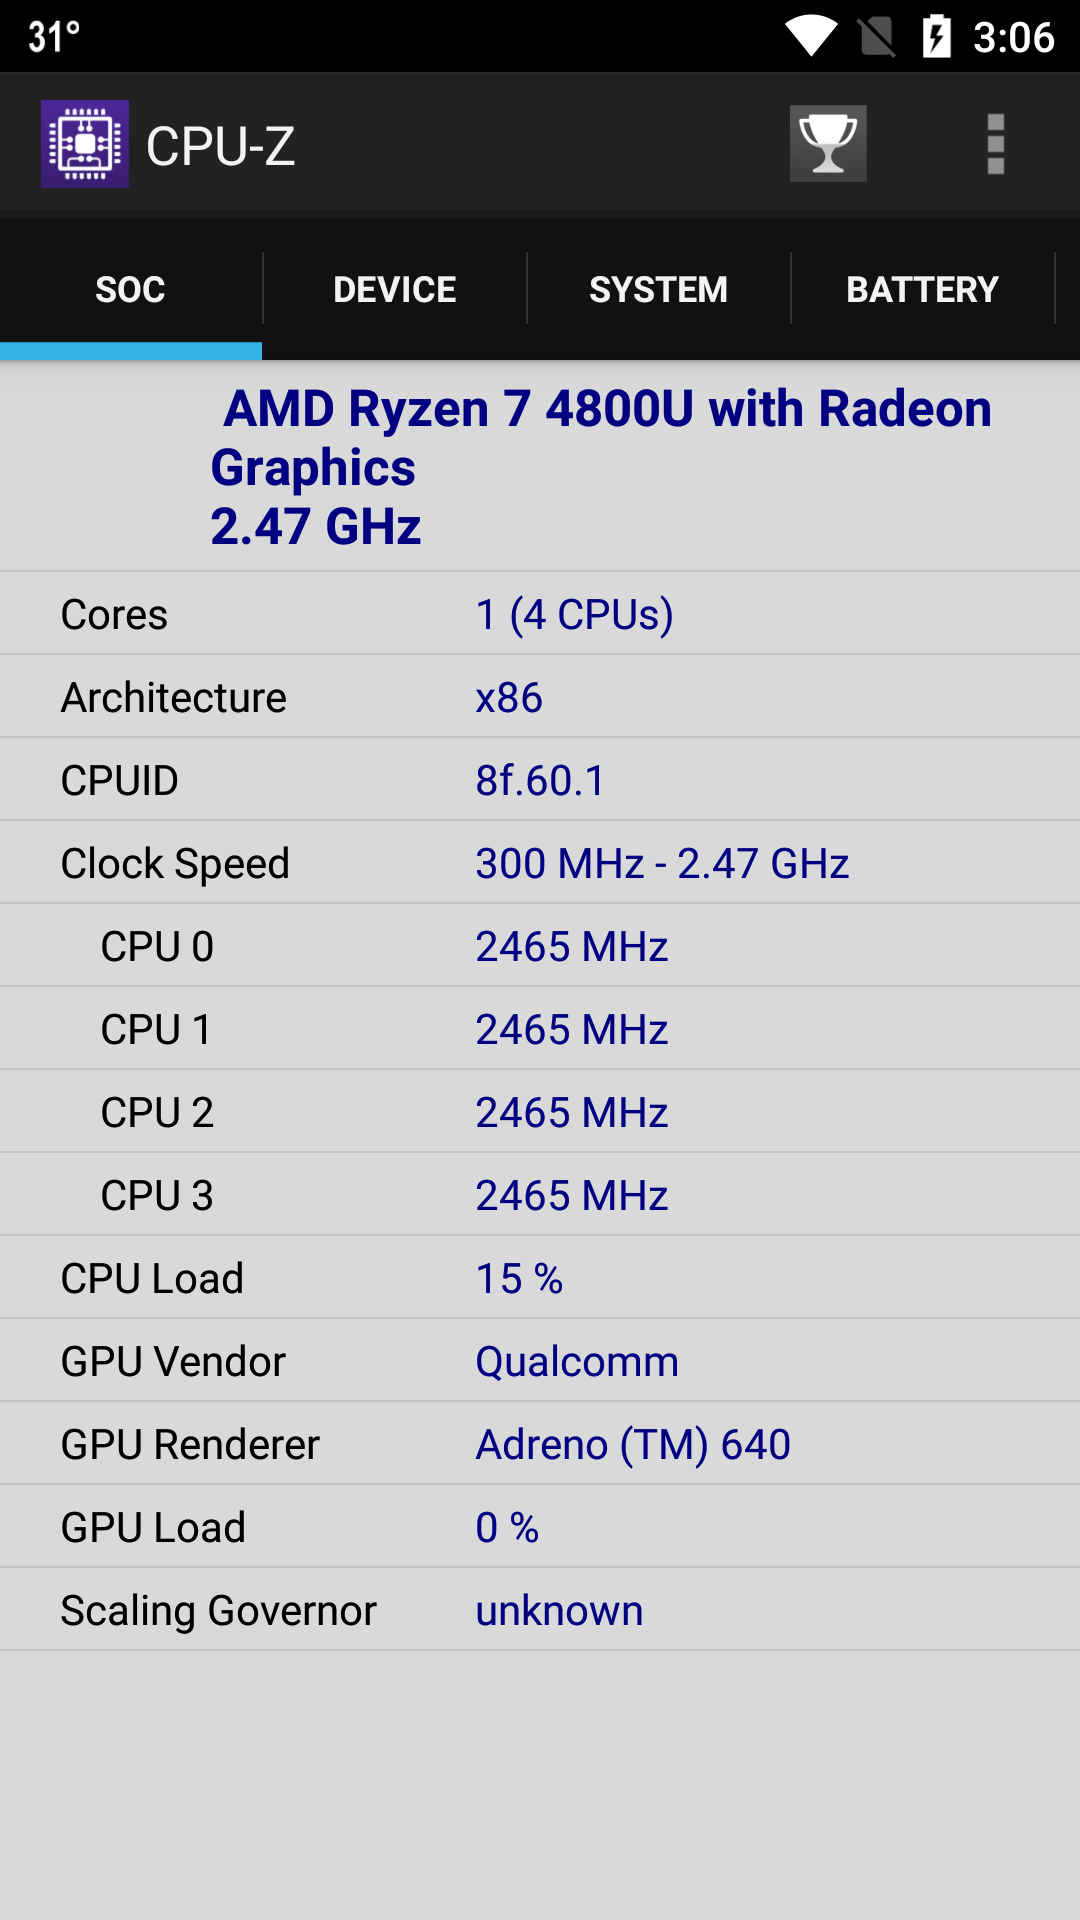 31°
3:06
CPU-Z
SOC
DEVICE
SYSTEM
BATTERY
AMD Ryzen 7 4800U with Radeon
Graphics
2.47 GHz
Cores 1 (4 CPUs)
Architecture x86
CPUID 8f.60.1
Clock Speed 300 MHz - 2.47 GHz
CPU 0 2465 MHz
CPU 1 2465 MHz
CPU 2 2465 MHz
CPU 3 2465 MHz
CPU Load 15 %
GPU Vendor Qualcomm
GPU Renderer Adreno (TM) 640
GPU Load 0 %
Scaling Governor unknown